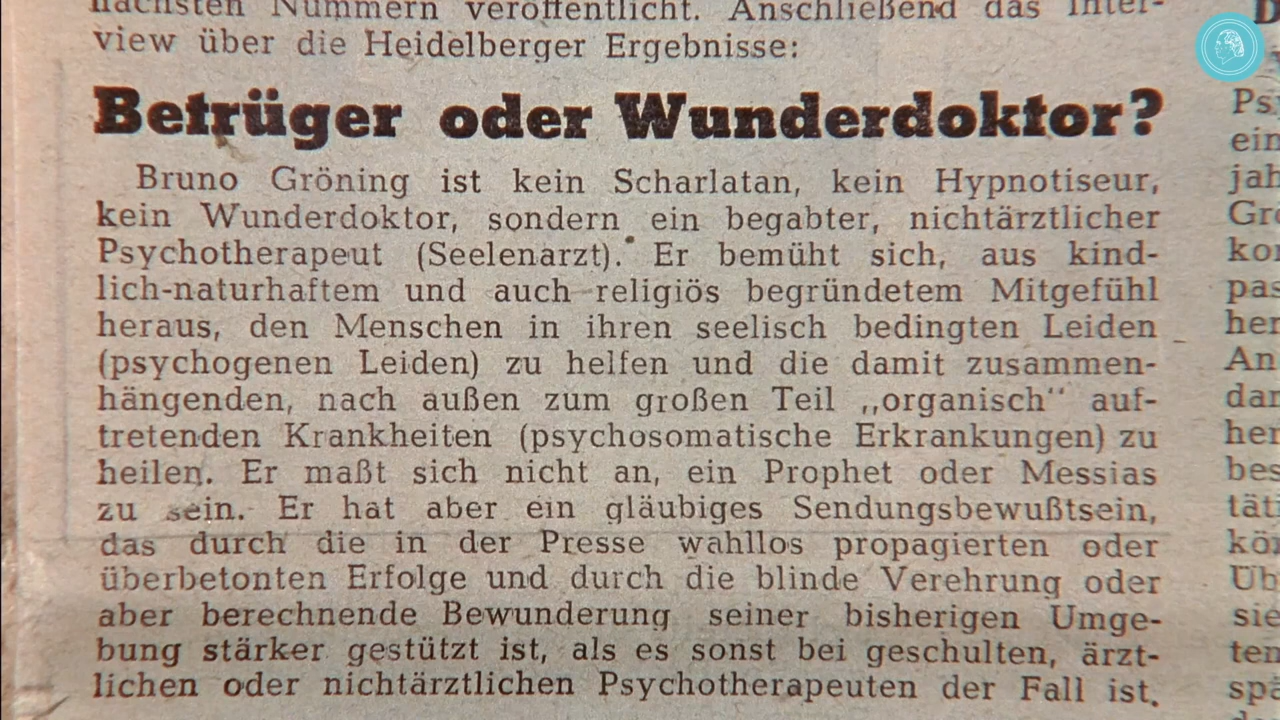 nächsten Nummern veröffentlicht. Anschließend das Inter-
view über die Heidelberger Ergebnisse:
Betrüger oder Wunderdoktor?
Bruno Gröning ist kein Scharlatan, kein Hypnotiseur,
kein Wunderdoktor, sondern ein begabter, nichtärztlicher
Psychotherapeut (Seelenarzt). Er bemüht sich, aus kind-
lich-naturhaftem und auch religiös begründetem Mitgefühl
heraus, den Menschen in ihren seelisch bedingten Leiden
(psychogenen Leiden) zu helfen und die damit zusammen-
hängenden, nach außen zum großen Teil „organisch“ auf-
tretenden Krankheiten (psychosomatische Erkrankungen) zu
heilen. Er maßt sich nicht an, ein Prophet oder Messias
zu sein. Er hat aber ein gläubiges Sendungsbewußtsein,
das durch die in der Presse wahllos propagierten oder
überbetonten Erfolge und durch die blinde Verehrung oder
aber berechnende Bewunderung seiner bisherigen Umge-
bung stärker gestützt ist, als es sonst bei geschulten, ärzt-
lichen oder nichtärztlichen Psychotherapeuten der Fall ist.